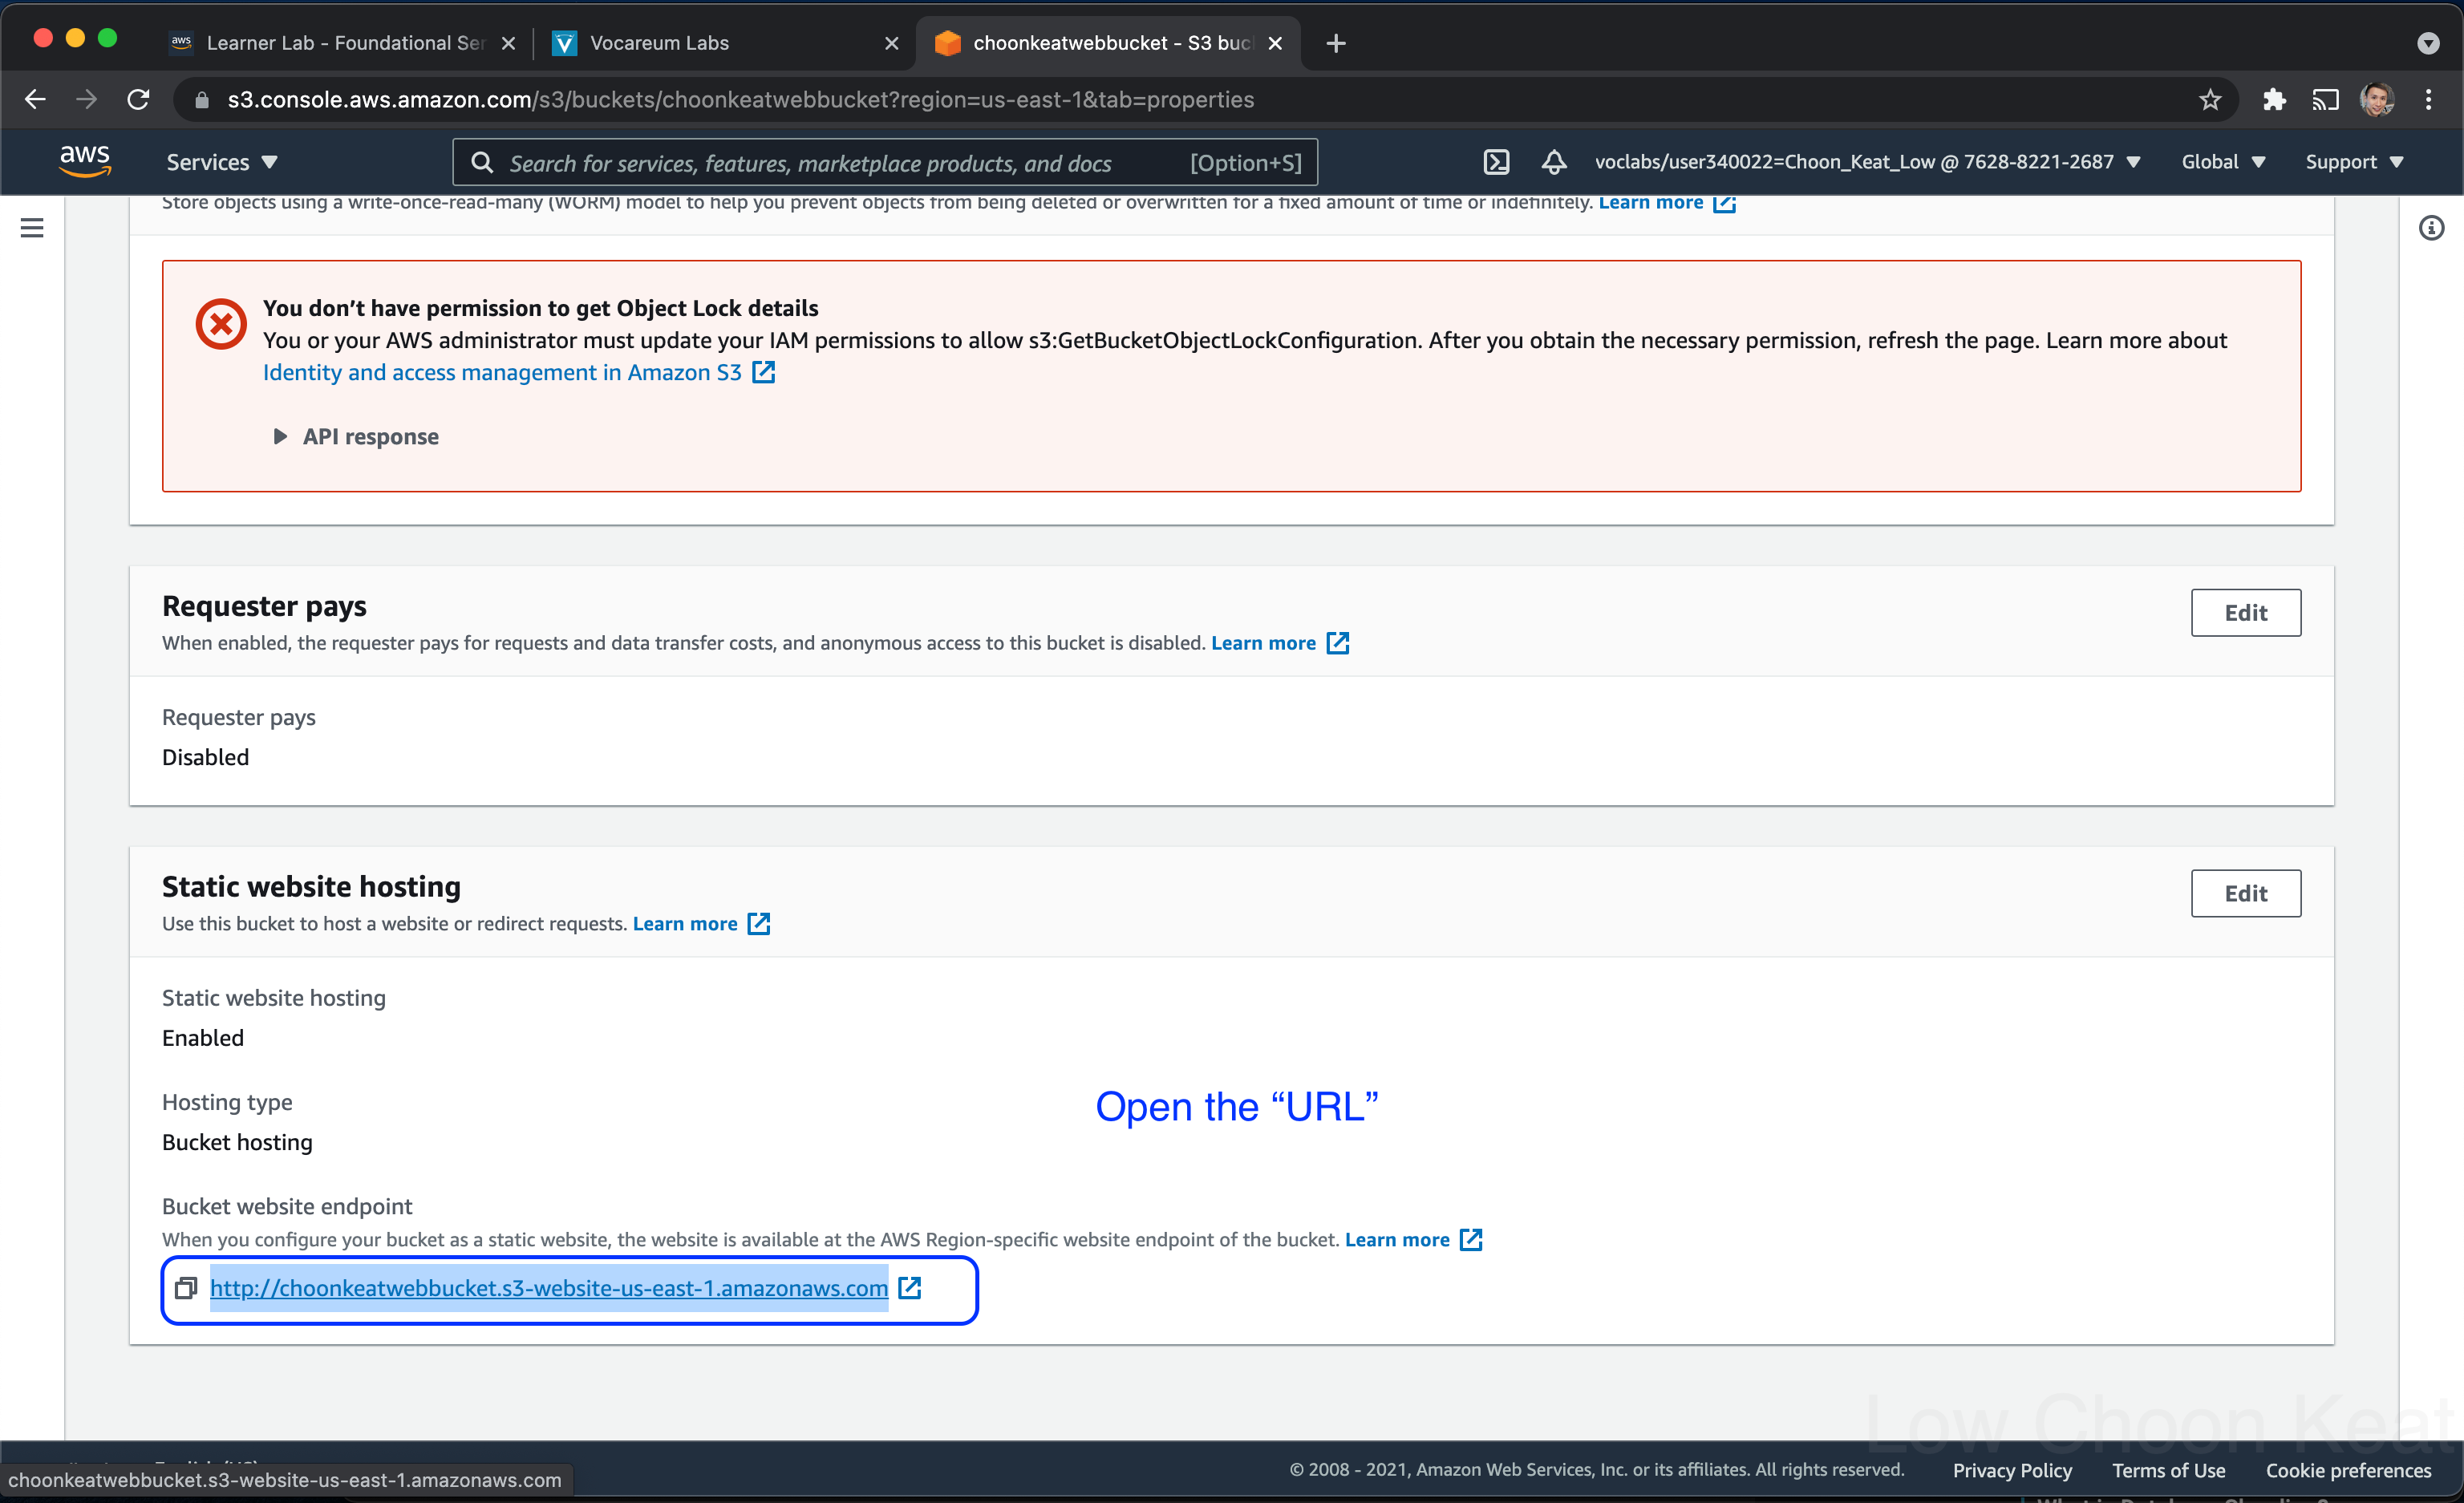 Learner Lab - Foundational Ser
Vocareum Labs
choonkeatwebbucket - S3 buc
s3.console.aws.amazon.com/s3/buckets/choonkeatwebbucket?region=us-east-1&tab=properties
aws
Services
Search for services, features, marketplace products, and docs
[Option+S]
voclabs/user340022=Choon_Keat_Low @ 7628-8221-2687
Global
Support
Store objects using a write-once-read-many (WORM) model to help you prevent objects from being deleted or overwritten for a fixed amount of time or indefinitely. Learn more
You don’t have permission to get Object Lock details
You or your AWS administrator must update your IAM permissions to allow s3:GetBucketObjectLockConfiguration. After you obtain the necessary permission, refresh the page. Learn more about
Identity and access management in Amazon S3
API response
Requester pays
Edit
When enabled, the requester pays for requests and data transfer costs, and anonymous access to this bucket is disabled. Learn more
Requester pays
Disabled
Static website hosting
Edit
Use this bucket to host a website or redirect requests. Learn more
Static website hosting
Enabled
Hosting type
Open the “URL”
Bucket hosting
Bucket website endpoint
When you configure your bucket as a static website, the website is available at the AWS Region-specific website endpoint of the bucket. Learn more
http://choonkeatwebbucket.s3-website-us-east-1.amazonaws.com
Low Choon Keat
© 2008 - 2021, Amazon Web Services, Inc. or its affiliates. All rights reserved.
Privacy Policy
Terms of Use
Cookie preferences
choonkeatwebbucket.s3-website-us-east-1.amazonaws.com